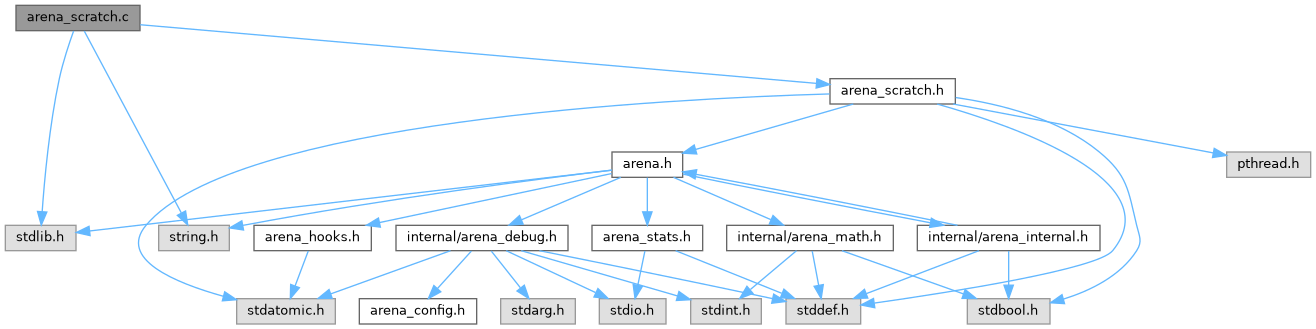 arena_scratch.c
arena_scratch.h
arena.h
pthread.h
stdlib.h
string.h
arena_hooks.h
internal/arena_debug.h
arena_stats.h
internal/arena_math.h
internal/arena_internal.h
stdatomic.h
arena_config.h
stdarg.h
stdio.h
stdint.h
stddef.h
stdbool.h